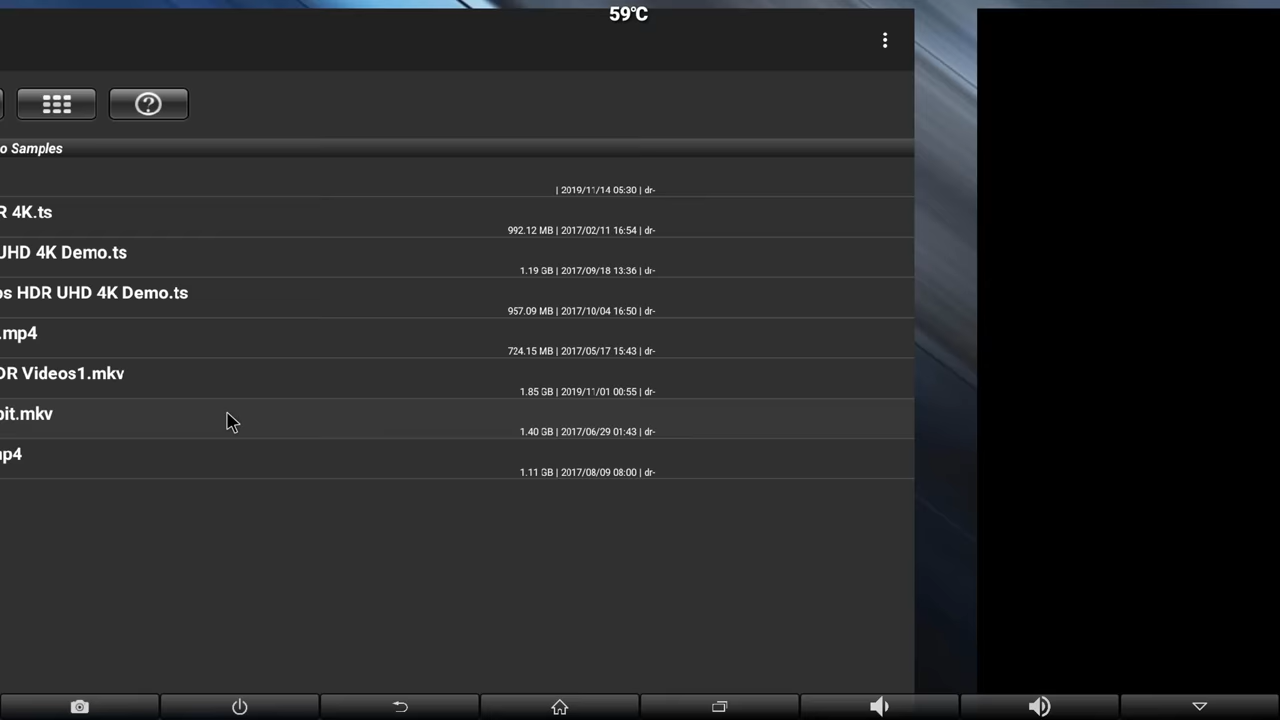 59℃
o Samples
| 2019/11/14 05:30 | dr-
R 4K.ts
992.12 MB | 2017/02/11 16:54 | dr-
UHD 4K Demo.ts
1.19 GB | 2017/09/18 13:36 | dr-
os HDR UHD 4K Demo.ts
957.09 MB | 2017/10/04 16:50 | dr-
.mp4
724.15 MB | 2017/05/17 15:43 | dr-
DR Videos1.mkv
1.85 GB | 2019/11/01 00:55 | dr-
bit.mkv
1.40 GB | 2017/06/29 01:43 | dr-
mp4
1.11 GB | 2017/08/09 08:00 | dr-